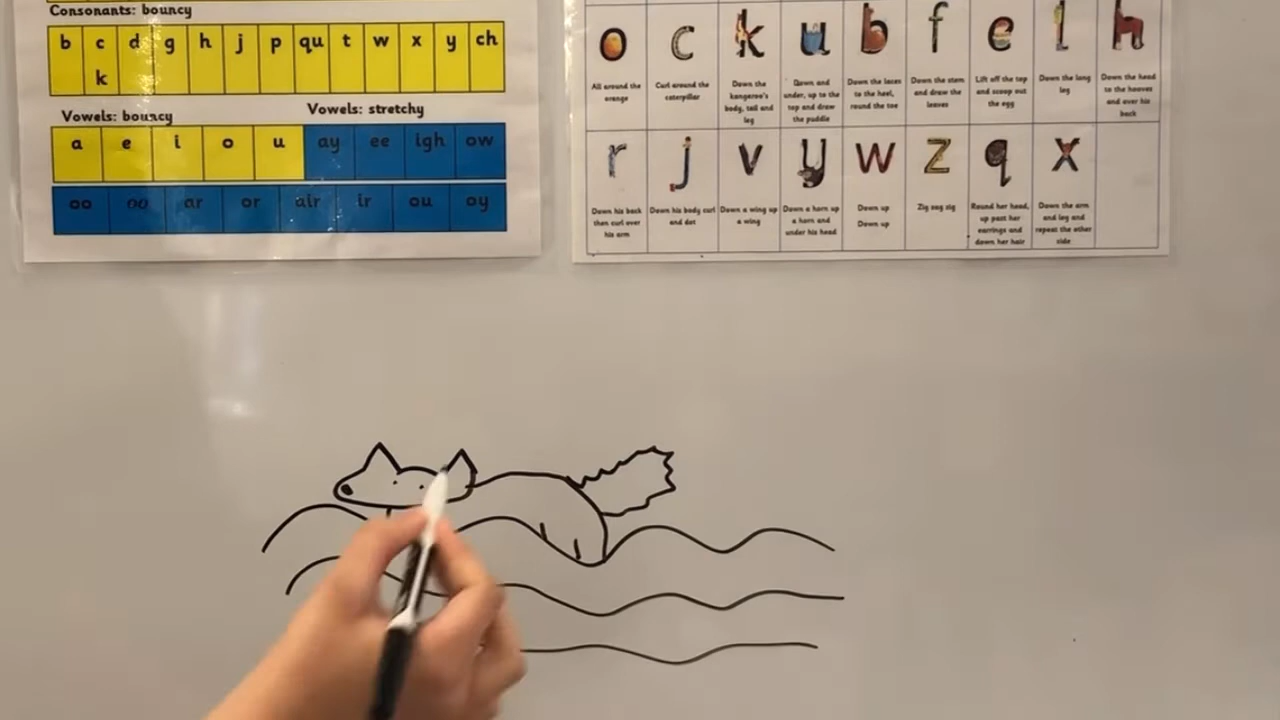 Consonants: bouncy
b c d g h j p qu t w x y ch
k
Vowels: bouncy
Vowels: stretchy
a e i o u ay ee igh ow
oo oo ar or air ir ou oy
o c k u b f e l h
All around the
orange
Curl around the
caterpillar
Down the
kangaroo's
body, tail and
leg
Down and
under, up to the
top and draw
the puddle
Down the laces
to the heel,
round the toe
Down the stem
and draw the
leaves
Lift off the top
and scoop out
the egg
Down the long
leg
Down the head
to the hooves
and over his
back
r j v y w z q x
Down his back
then curl over
his arm
Down his body curl
and dot
Down a wing up
a wing
Down a horn up
a horn and
under his head
Down up
Down up
Zig zag zig
Round her head,
up past her
earrings and
down her hair
Down the arm
and leg and
repeat the other
side